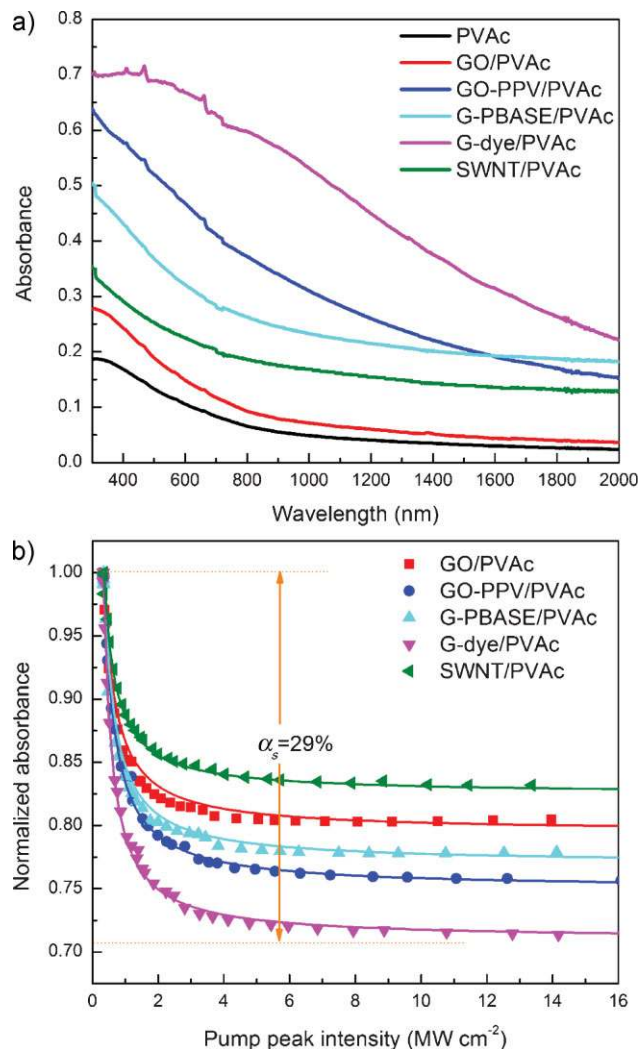 a)
PVAc
GO/PVAc
GO-PPV/PVAc
G-PBASE/PVAc
G-dye/PVAc
SWNT/PVAc
0.8
0.7
0.6
0.5
0.4
0.3
0.2
0.1
0.0
Absorbance
400 600 800 1000 1200 1400 1600 1800 2000
Wavelength (nm)
b)
GO/PVAc
GO-PPV/PVAc
G-PBASE/PVAc
G-dye/PVAc
SWNT/PVAc
1.00
0.95
0.90
0.85
0.80
0.75
0.70
Normalized absorbance
αs=29%
0 2 4 6 8 10 12 14 16
Pump peak intensity (MW cm-2)